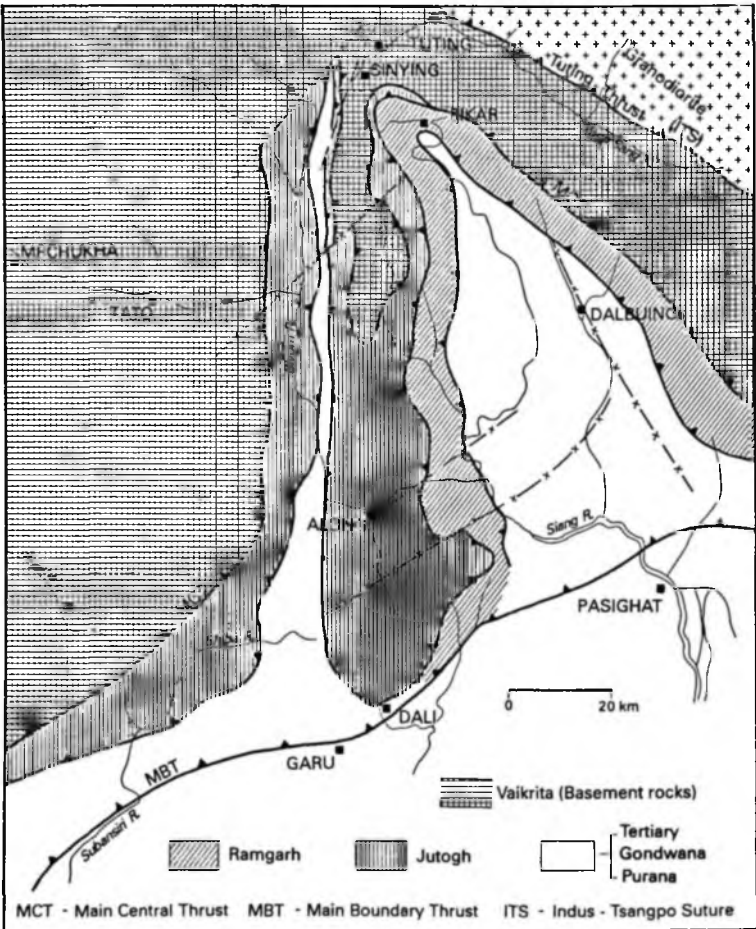 TUTING
SINYING
Tuting Thrust (ITS)
Granodiorite
RIKAR
MECHUKHA
TATO
DALBUING
ALONG
Siang R.
PASIGHAT
0 20 km
DALI
MBT
GARU
Subansiri R.
Vaikrita (Basement rocks)
Ramgarh
Jutogh
Tertiary
Gondwana
Purana
MCT - Main Central Thrust MBT - Main Boundary Thrust ITS - Indus - Tsangpo Suture